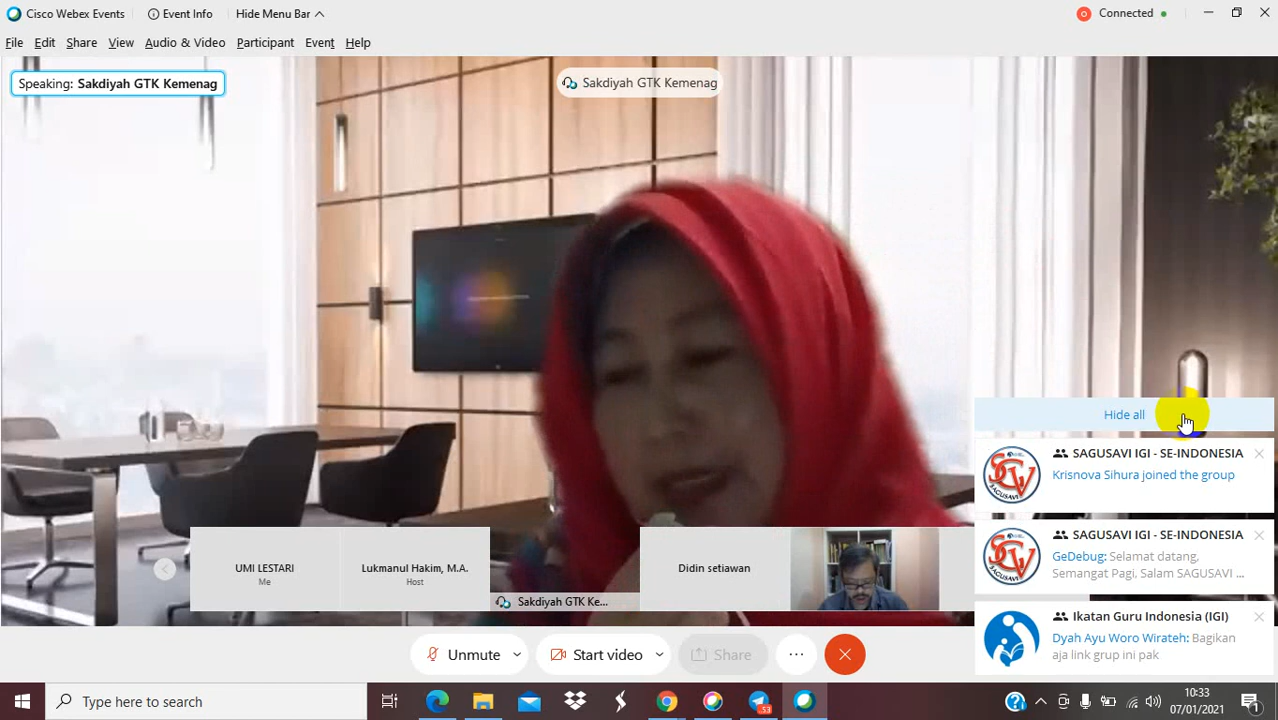 Cisco Webex Events
Event Info
Hide Menu Bar
Connected
File Edit Share View Audio & Video Participant Event Help
Speaking: Sakdiyah GTK Kemenag
Sakdiyah GTK Kemenag
Hide all
SAGUSAVI IGI - SE-INDONESIA
Krisnova Sihura joined the group
SAGUSAVI IGI - SE-INDONESIA
GeDebug: Selamat datang,
Semangat Pagi, Salam SAGUSAVI ...
Ikatan Guru Indonesia (IGI)
Dyah Ayu Woro Wirateh: Bagikan
aja link grup ini pak
UMI LESTARI
Me
Lukmanul Hakim, M.A.
Host
Sakdiyah GTK Ke...
Didin setiawan
Unmute
Start video
Share
Type here to search
53
10:33
07/01/2021
1